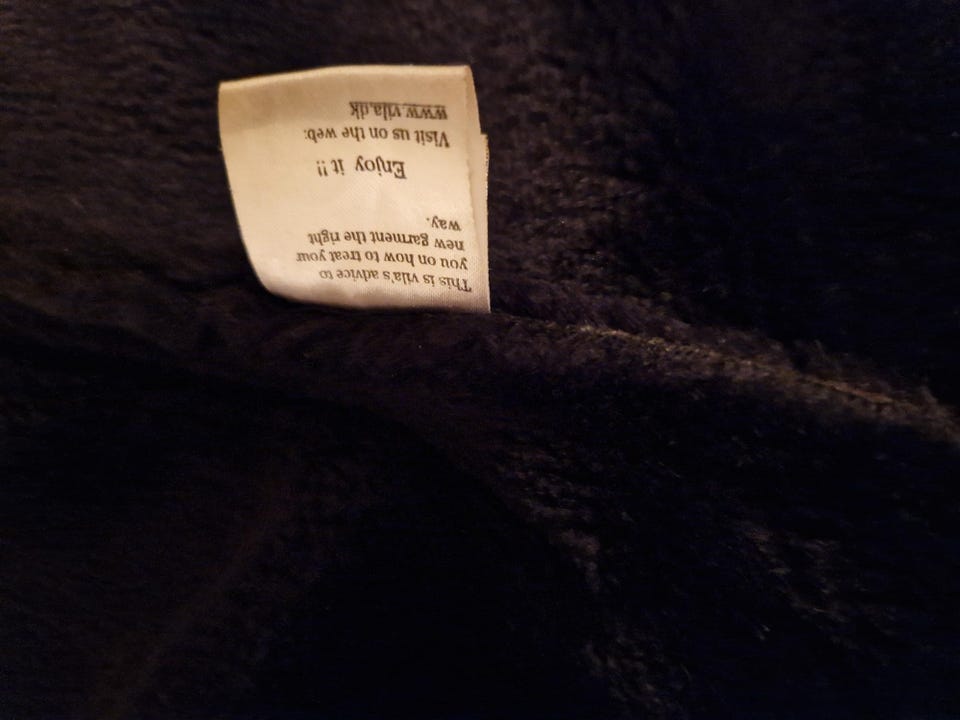 This is vila's advice to
you on how to treat your
new garment the right
way.
Enjoy it !!
Visit us on the web:
www.vila.dk